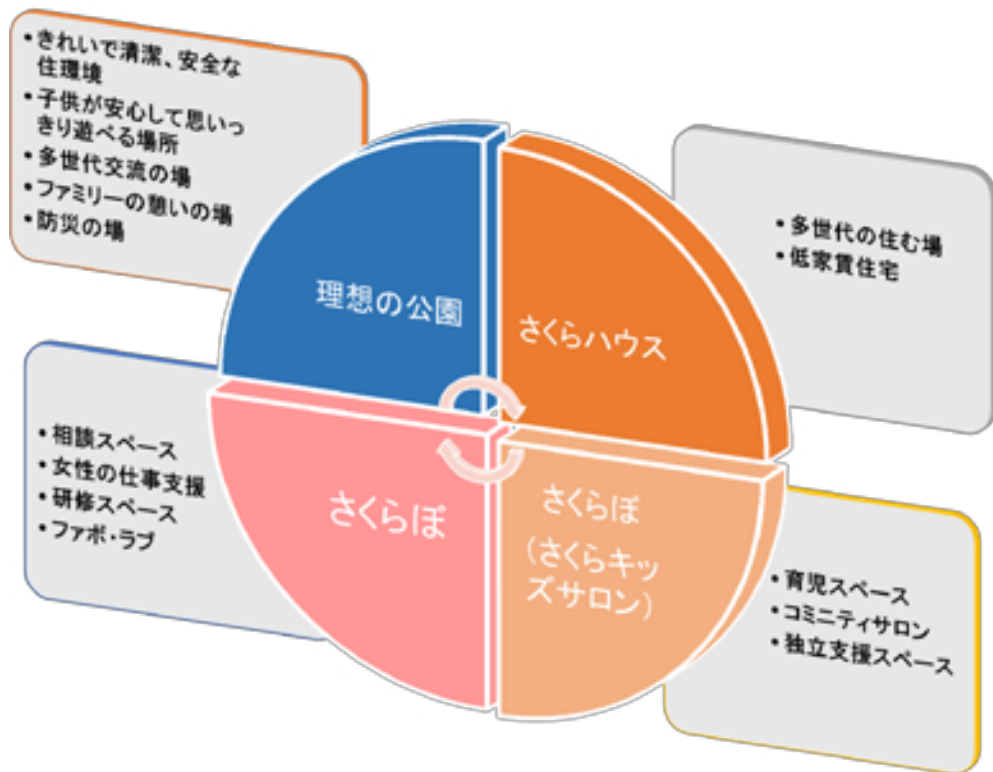 ・きれいで清潔、安全な
住環境
・子供が安心して思いっ
きり遊べる場所
・多世代交流の場
・ファミリーの憩いの場
・防災の場
理想の公園
さくらハウス
・多世代の住む場
・低家賃住宅
・相談スペース
・女性の仕事支援
・研修スペース
・ファボ・ラブ
さくらぼ
さくらぼ
(さくらキッ
ズサロン)
・育児スペース
・コミニティサロン
・独立支援スペース